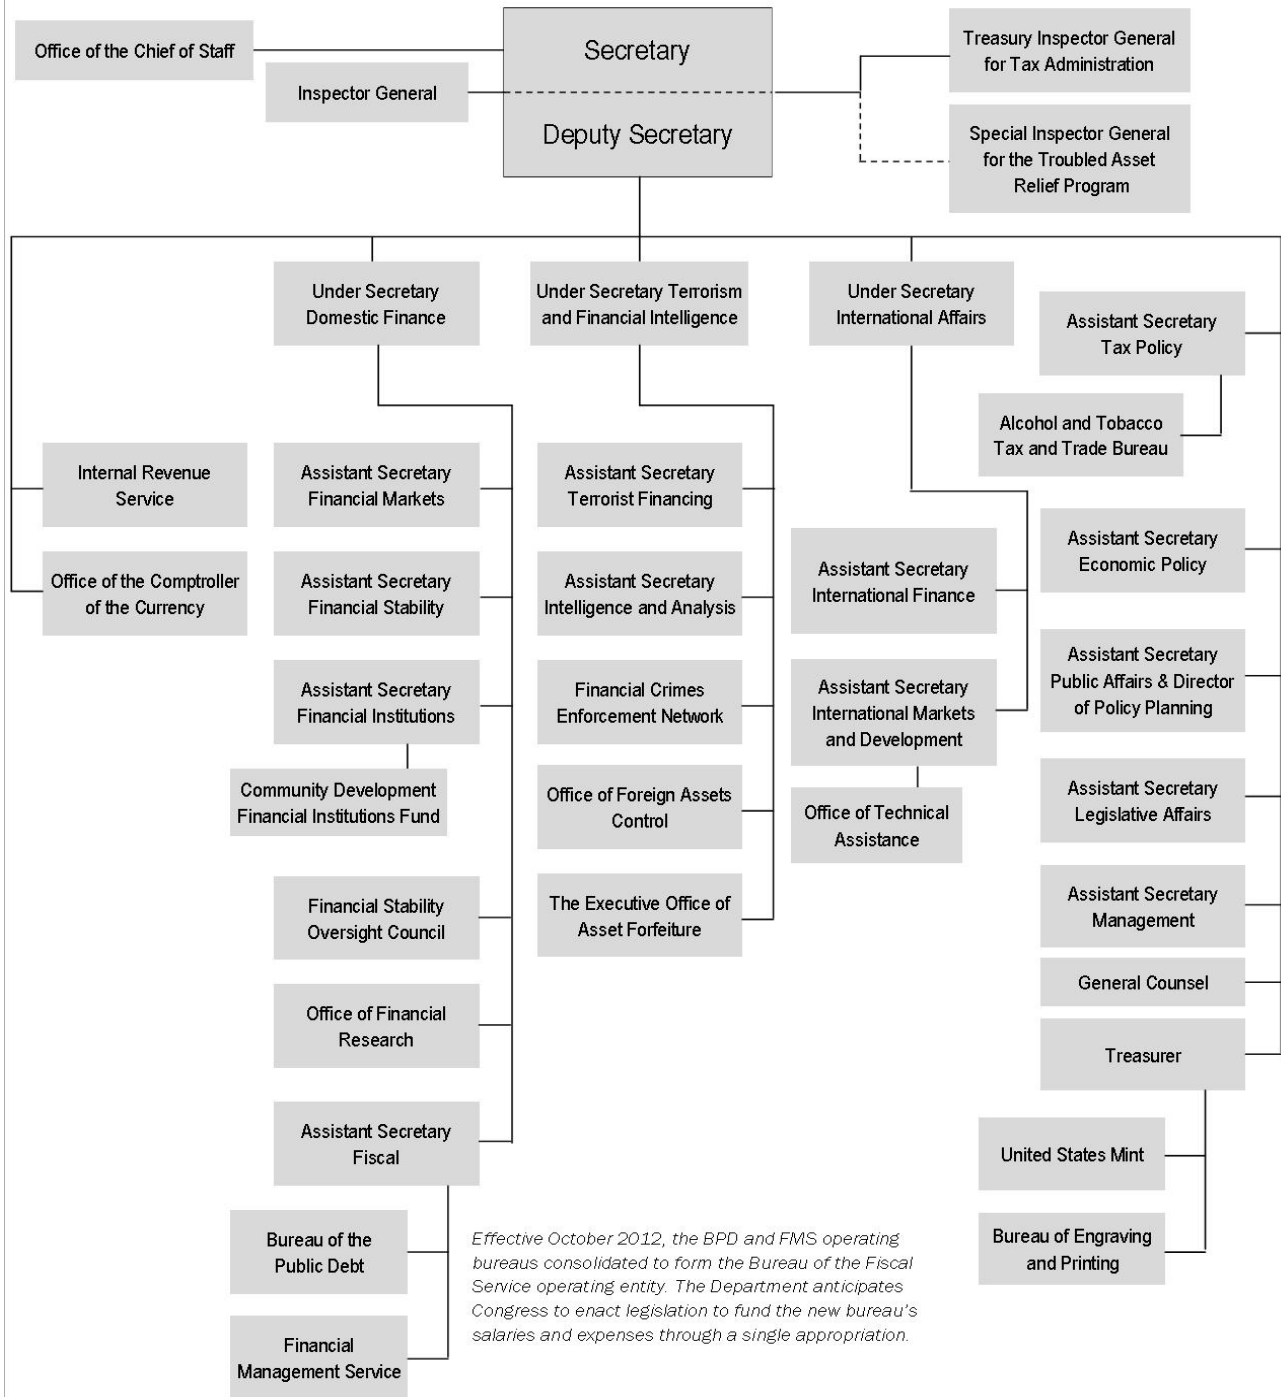 Office of the Chief of Staff
Secretary
Treasury Inspector General
for Tax Administration
Inspector General
Deputy Secretary
Special Inspector General
for the Troubled Asset
Relief Program
Under Secretary
Domestic Finance
Under Secretary Terrorism
and Financial Intelligence
Under Secretary
International Affairs
Assistant Secretary
Tax Policy
Alcohol and Tobacco
Tax and Trade Bureau
Internal Revenue
Service
Assistant Secretary
Financial Markets
Assistant Secretary
Terrorist Financing
Assistant Secretary
International Finance
Assistant Secretary
Economic Policy
Office of the Comptroller
of the Currency
Assistant Secretary
Financial Stability
Assistant Secretary
Intelligence and Analysis
Assistant Secretary
Financial Institutions
Financial Crimes
Enforcement Network
Assistant Secretary
International Markets
and Development
Assistant Secretary
Public Affairs & Director
of Policy Planning
Community Development
Financial Institutions Fund
Office of Foreign Assets
Control
Office of Technical
Assistance
Assistant Secretary
Legislative Affairs
Financial Stability
Oversight Council
The Executive Office of
Asset Forfeiture
Assistant Secretary
Management
General Counsel
Office of Financial
Research
Treasurer
Assistant Secretary
Fiscal
United States Mint
Bureau of the
Public Debt
Bureau of Engraving
and Printing
Effective October 2012, the BPD and FMS operating
bureaus consolidated to form the Bureau of the Fiscal
Service operating entity. The Department anticipates
Congress to enact legislation to fund the new bureau's
salaries and expenses through a single appropriation.
Financial
Management Service